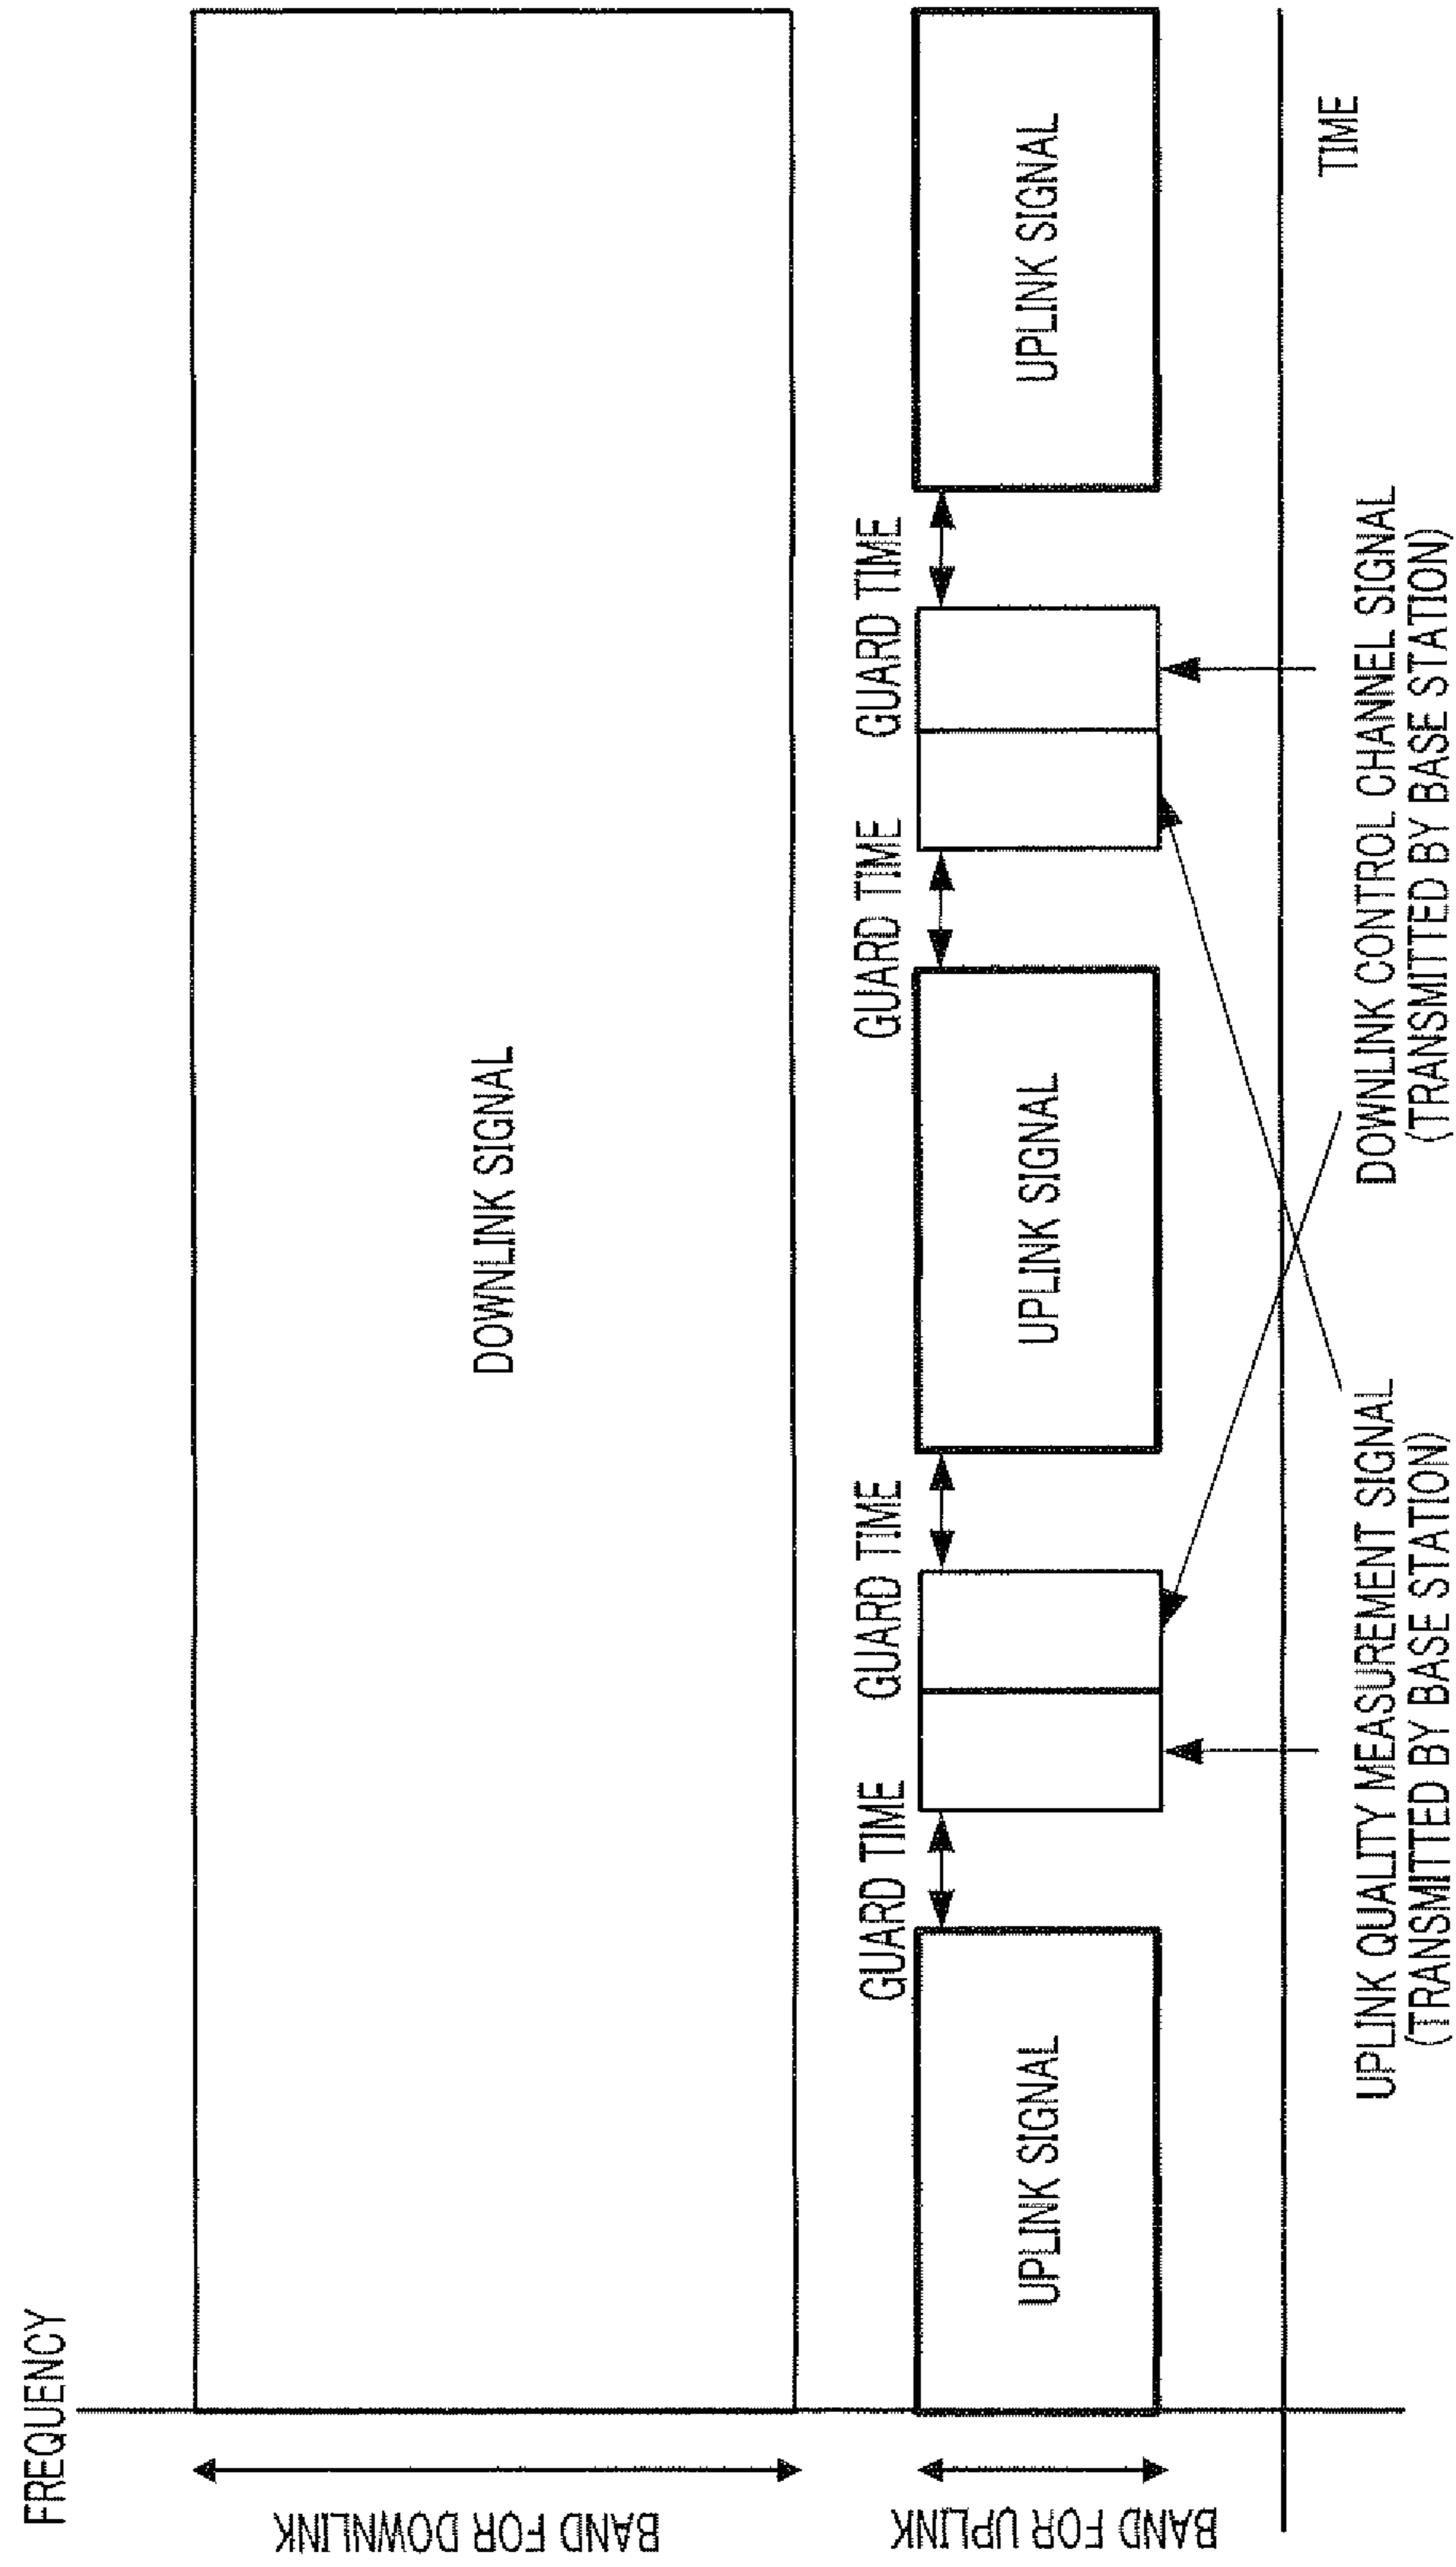 FREQUENCY
BAND FOR DOWNLINK
DOWNLINK SIGNAL
BAND FOR UPLINK
GUARD TIME
GUARD TIME
GUARD TIME
GUARD TIME
UPLINK SIGNAL
UPLINK SIGNAL
UPLINK SIGNAL
TIME
UPLINK QUALITY MEASUREMENT SIGNAL
(TRANSMITTED BY BASE STATION)
DOWNLINK CONTROL CHANNEL SIGNAL
(TRANSMITTED BY BASE STATION)